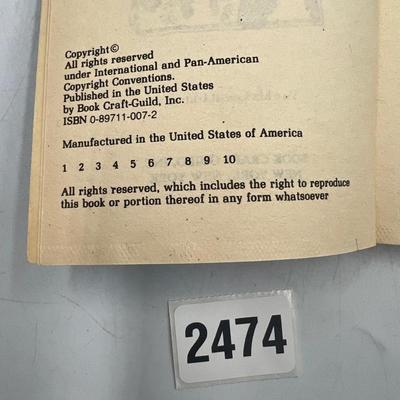 Copyright©
All rights reserved
under International and Pan-American
Copyright Conventions.
Published in the United States
by Book Craft-Guild, Inc.
ISBN 0-89711-007-2
Manufactured in the United States of America
1 2 3 4 5 6 7 8 9 10
All rights reserved, which includes the right to reproduce
this book or portion thereof in any form whatsoever
2474